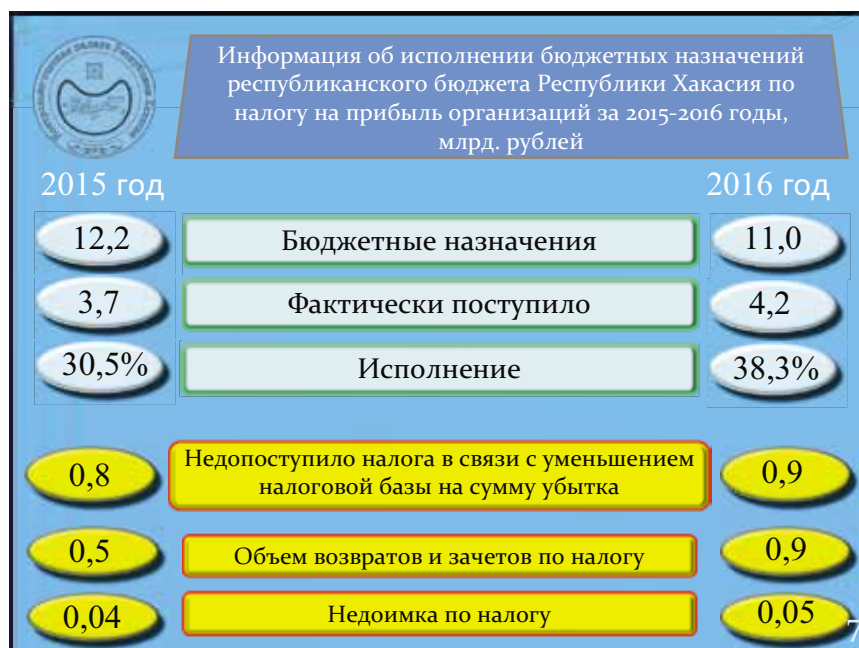 Информация об исполнении бюджетных назначений
республиканского бюджета Республики Хакасия по
налогу на прибыль организаций за 2015-2016 годы,
млрд. рублей
2015 год
2016 год
12,2
Бюджетные назначения
11,0
3,7
Фактически поступило
4,2
30,5%
Исполнение
38,3%
0,8
Недопоступило налога в связи с уменьшением
налоговой базы на сумму убытка
0,9
0,5
Объем возвратов и зачетов по налогу
0,9
0,04
Недоимка по налогу
0,05
7